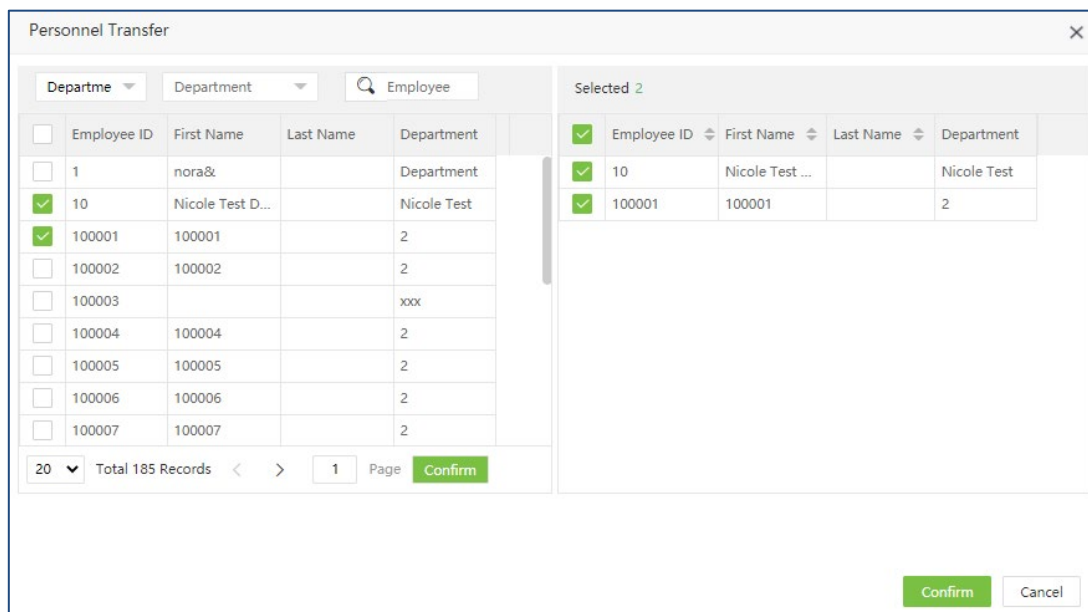 Personnel Transfer
Departme Department Employee
Employee ID First Name Last Name Department
1 nora& Department
10 Nicole Test D... Nicole Test
100001 100001 2
100002 100002 2
100003 xxx
100004 100004 2
100005 100005 2
100006 100006 2
100007 100007 2
20 Total 185 Records < > 1 Page Confirm
Selected 2
Employee ID First Name Last Name Department
10 Nicole Test ... Nicole Test
100001 100001 2
Confirm Cancel